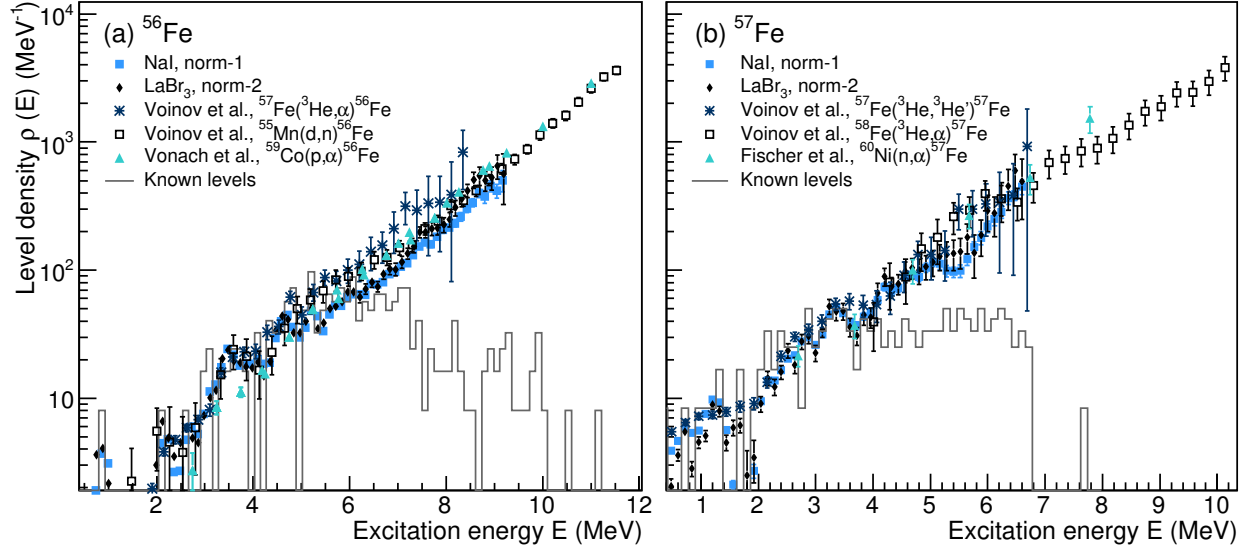 Level density ρ (E) (MeV⁻¹)
10⁴
10³
10²
10
(a) ⁵⁶Fe
NaI, norm-1
LaBr₃, norm-2
Voinov et al., ⁵⁷Fe(³He,α)⁵⁶Fe
Voinov et al., ⁵⁵Mn(d,n)⁵⁶Fe
Vonach et al., ⁵⁹Co(p,α)⁵⁶Fe
Known levels
2 4 6 8 10 12
Excitation energy E (MeV)
(b) ⁵⁷Fe
NaI, norm-1
LaBr₃, norm-2
Voinov et al., ⁵⁷Fe(³He,³He')⁵⁷Fe
Voinov et al., ⁵⁸Fe(³He,α)⁵⁷Fe
Fischer et al., ⁶⁰Ni(n,α)⁵⁷Fe
Known levels
1 2 3 4 5 6 7 8 9 10
Excitation energy E (MeV)